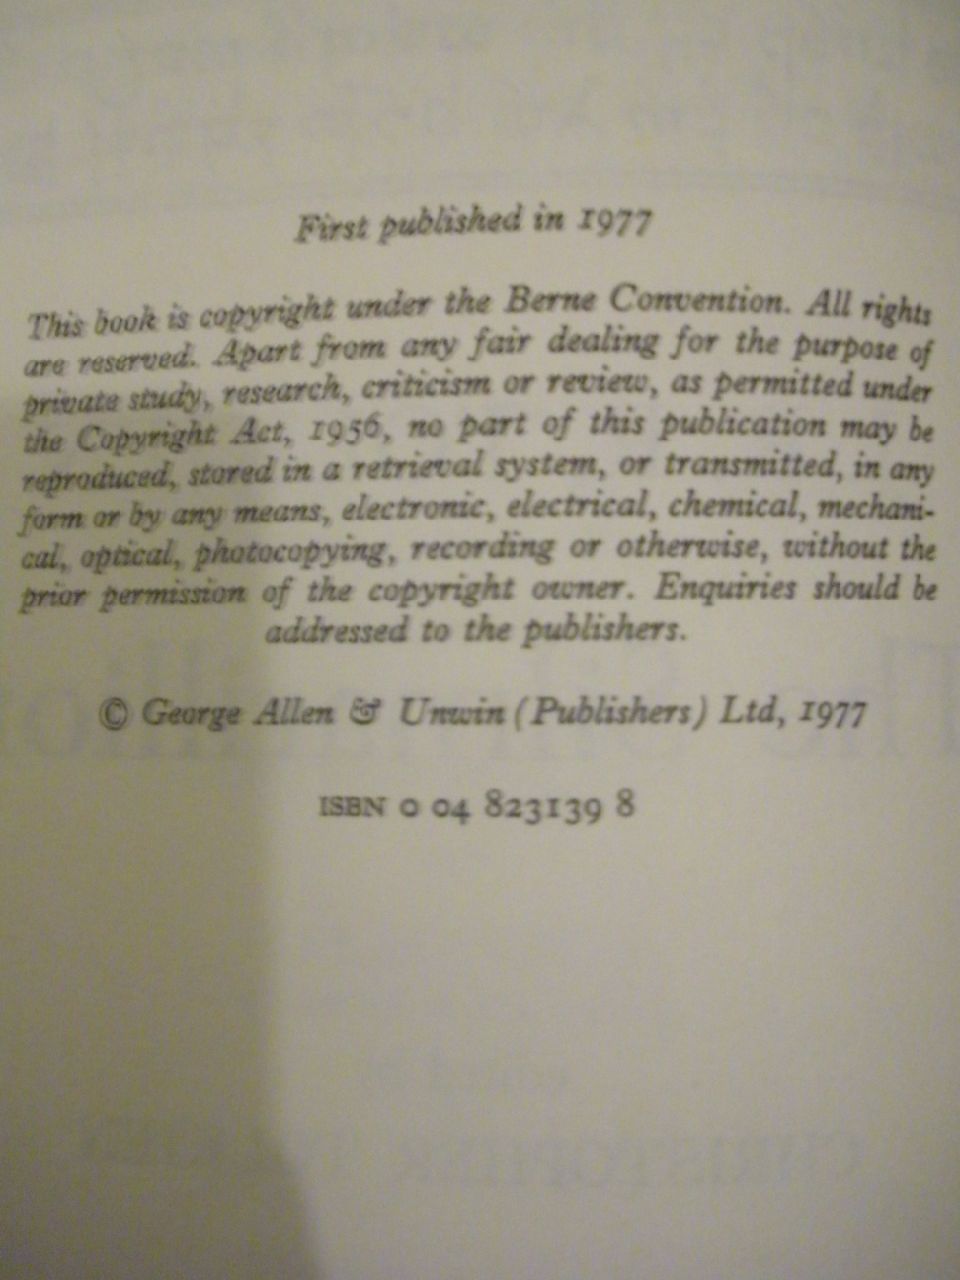 First published in 1977
This book is copyright under the Berne Convention. All rights
are reserved. Apart from any fair dealing for the purpose of
private study, research, criticism or review, as permitted under
the Copyright Act, 1956, no part of this publication may be
reproduced, stored in a retrieval system, or transmitted, in any
form or by any means, electronic, electrical, chemical, mechani-
cal, optical, photocopying, recording or otherwise, without the
prior permission of the copyright owner. Enquiries should be
addressed to the publishers.
© George Allen & Unwin (Publishers) Ltd, 1977
ISBN 0 04 823139 8